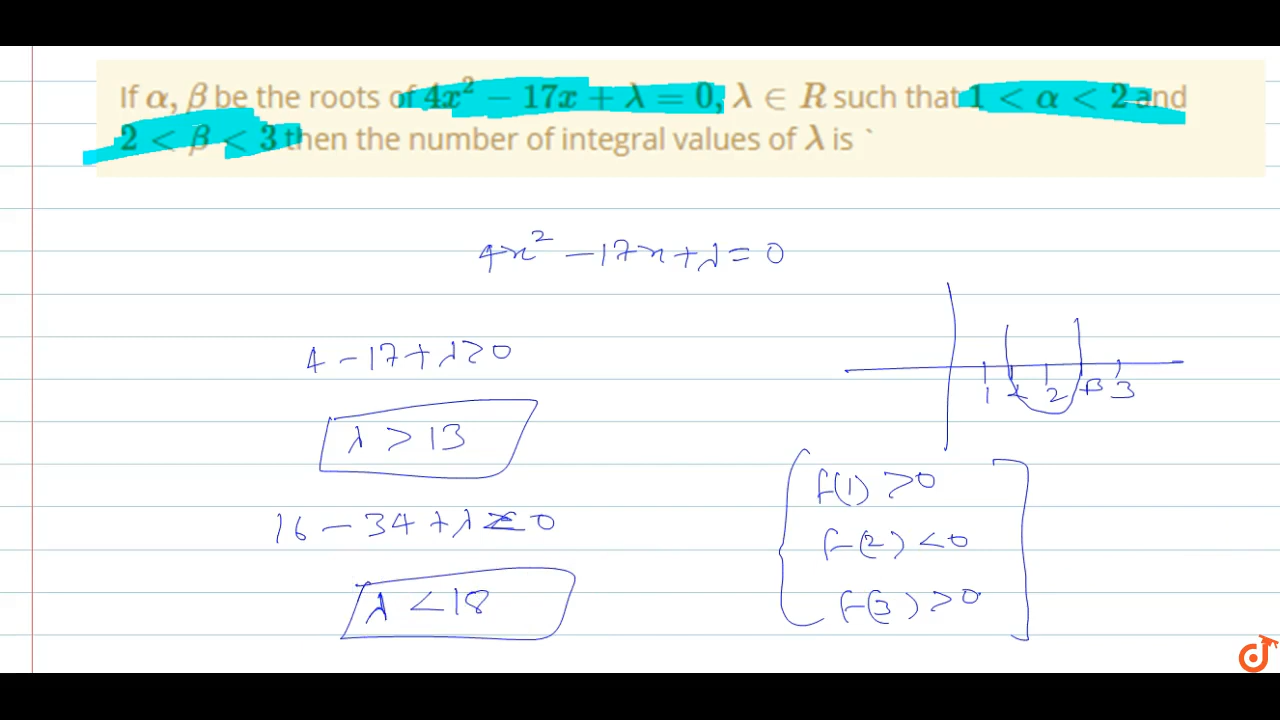 If α, β be the roots of 4x² − 17x + λ = 0, λ ∈ R such that 1 < α < 2 and
2 < β < 3 then the number of integral values of λ is `
4x² − 17x + λ = 0
4 − 17 + λ > 0
λ > 13
16 − 34 + λ < 0
λ < 18
1 α 2 β 3
f(1) > 0
f(2) < 0
f(3) > 0